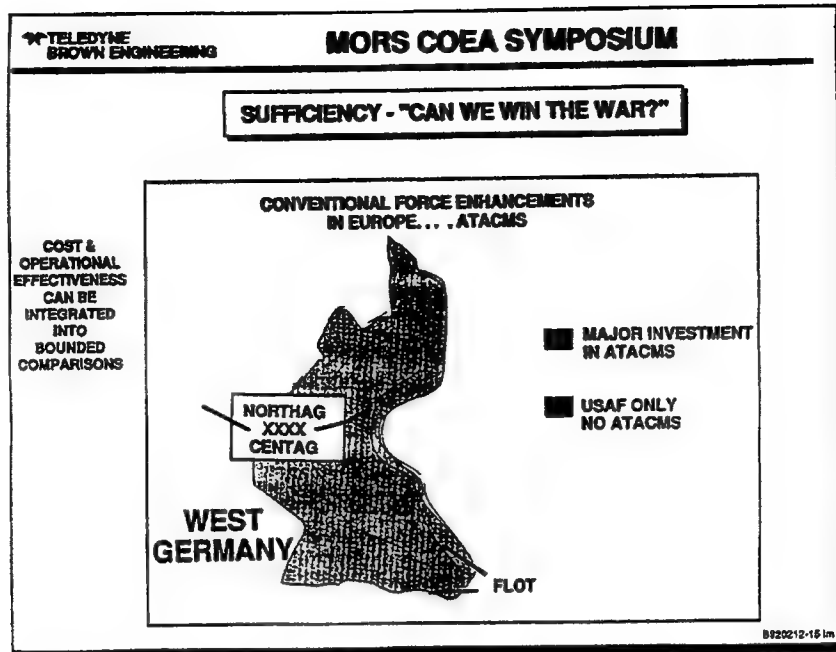 TELEDYNE
BROWN ENGINEERING
MORS COEA SYMPOSIUM
SUFFICIENCY - "CAN WE WIN THE WAR?"
CONVENTIONAL FORCE ENHANCEMENTS
IN EUROPE. . . . ATACMS
COST &
OPERATIONAL
EFFECTIVENESS
CAN BE
INTEGRATED
INTO
BOUNDED
COMPARISONS
MAJOR INVESTMENT
IN ATACMS
USAF ONLY
NO ATACMS
NORTHAG
XXXX
CENTAG
WEST
GERMANY
FLOT
B920212-15 lm